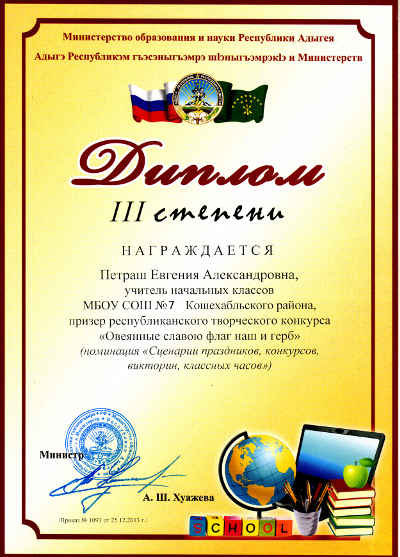 Министерство образования и науки Республики Адыгея
Адыгэ Республикэм гъэсэныгъэмрэ шІэныгъэмрэкІэ и Министерств
Диплом
III степени
НАГРАЖДАЕТСЯ
Петраш Евгения Александровна,
учитель начальных классов
МБОУ СОШ №7 Кошехабльского района,
призер республиканского творческого конкурса
«Овеянные славою флаг наш и герб»
(номинация «Сценарии праздников, конкурсов,
викторин, классных часов»)
Министр
А. Ш. Хуажева
(Приказ № 1093 от 25.12.2013 г.)
SCHOOL